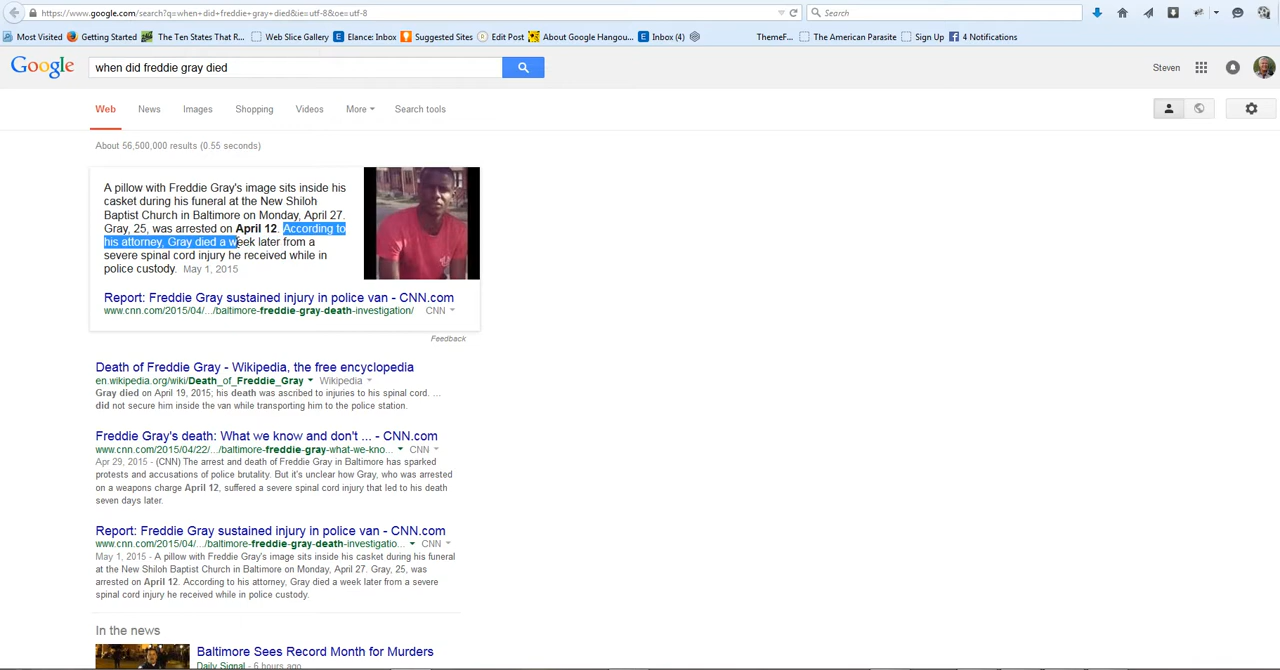 https://www.google.com/search?q=when+did+freddie+gray+died&ie=utf-8&oe=utf-8
Search
Most Visited Getting Started The Ten States That R... Web Slice Gallery Elance: Inbox Suggested Sites Edit Post About Google Hangou... Inbox (4) ThemeF... The American Parasite Sign Up 4 Notifications
Google when did freddie gray died Steven
Web News Images Shopping Videos More Search tools
About 56,500,000 results (0.55 seconds)
A pillow with Freddie Gray's image sits inside his
casket during his funeral at the New Shiloh
Baptist Church in Baltimore on Monday, April 27.
Gray, 25, was arrested on April 12. According to
his attorney, Gray died a week later from a
severe spinal cord injury he received while in
police custody. May 1, 2015
Report: Freddie Gray sustained injury in police van - CNN.com
www.cnn.com/2015/04/.../baltimore-freddie-gray-death-investigation/ CNN
Feedback
Death of Freddie Gray - Wikipedia, the free encyclopedia
en.wikipedia.org/wiki/Death_of_Freddie_Gray Wikipedia
Gray died on April 19, 2015; his death was ascribed to injuries to his spinal cord. ...
did not secure him inside the van while transporting him to the police station.
Freddie Gray's death: What we know and don't ... - CNN.com
www.cnn.com/2015/04/22/.../baltimore-freddie-gray-what-we-kno... CNN
Apr 29, 2015 - (CNN) The arrest and death of Freddie Gray in Baltimore has sparked
protests and accusations of police brutality. But it's unclear how Gray, who was arrested
on a weapons charge April 12, suffered a severe spinal cord injury that led to his death
seven days later.
Report: Freddie Gray sustained injury in police van - CNN.com
www.cnn.com/2015/04/.../baltimore-freddie-gray-death-investigatio... CNN
May 1, 2015 - A pillow with Freddie Gray's image sits inside his casket during his funeral
at the New Shiloh Baptist Church in Baltimore on Monday, April 27. Gray, 25, was
arrested on April 12. According to his attorney, Gray died a week later from a severe
spinal cord injury he received while in police custody.
In the news
Baltimore Sees Record Month for Murders
Daily Signal - 6 hours ago